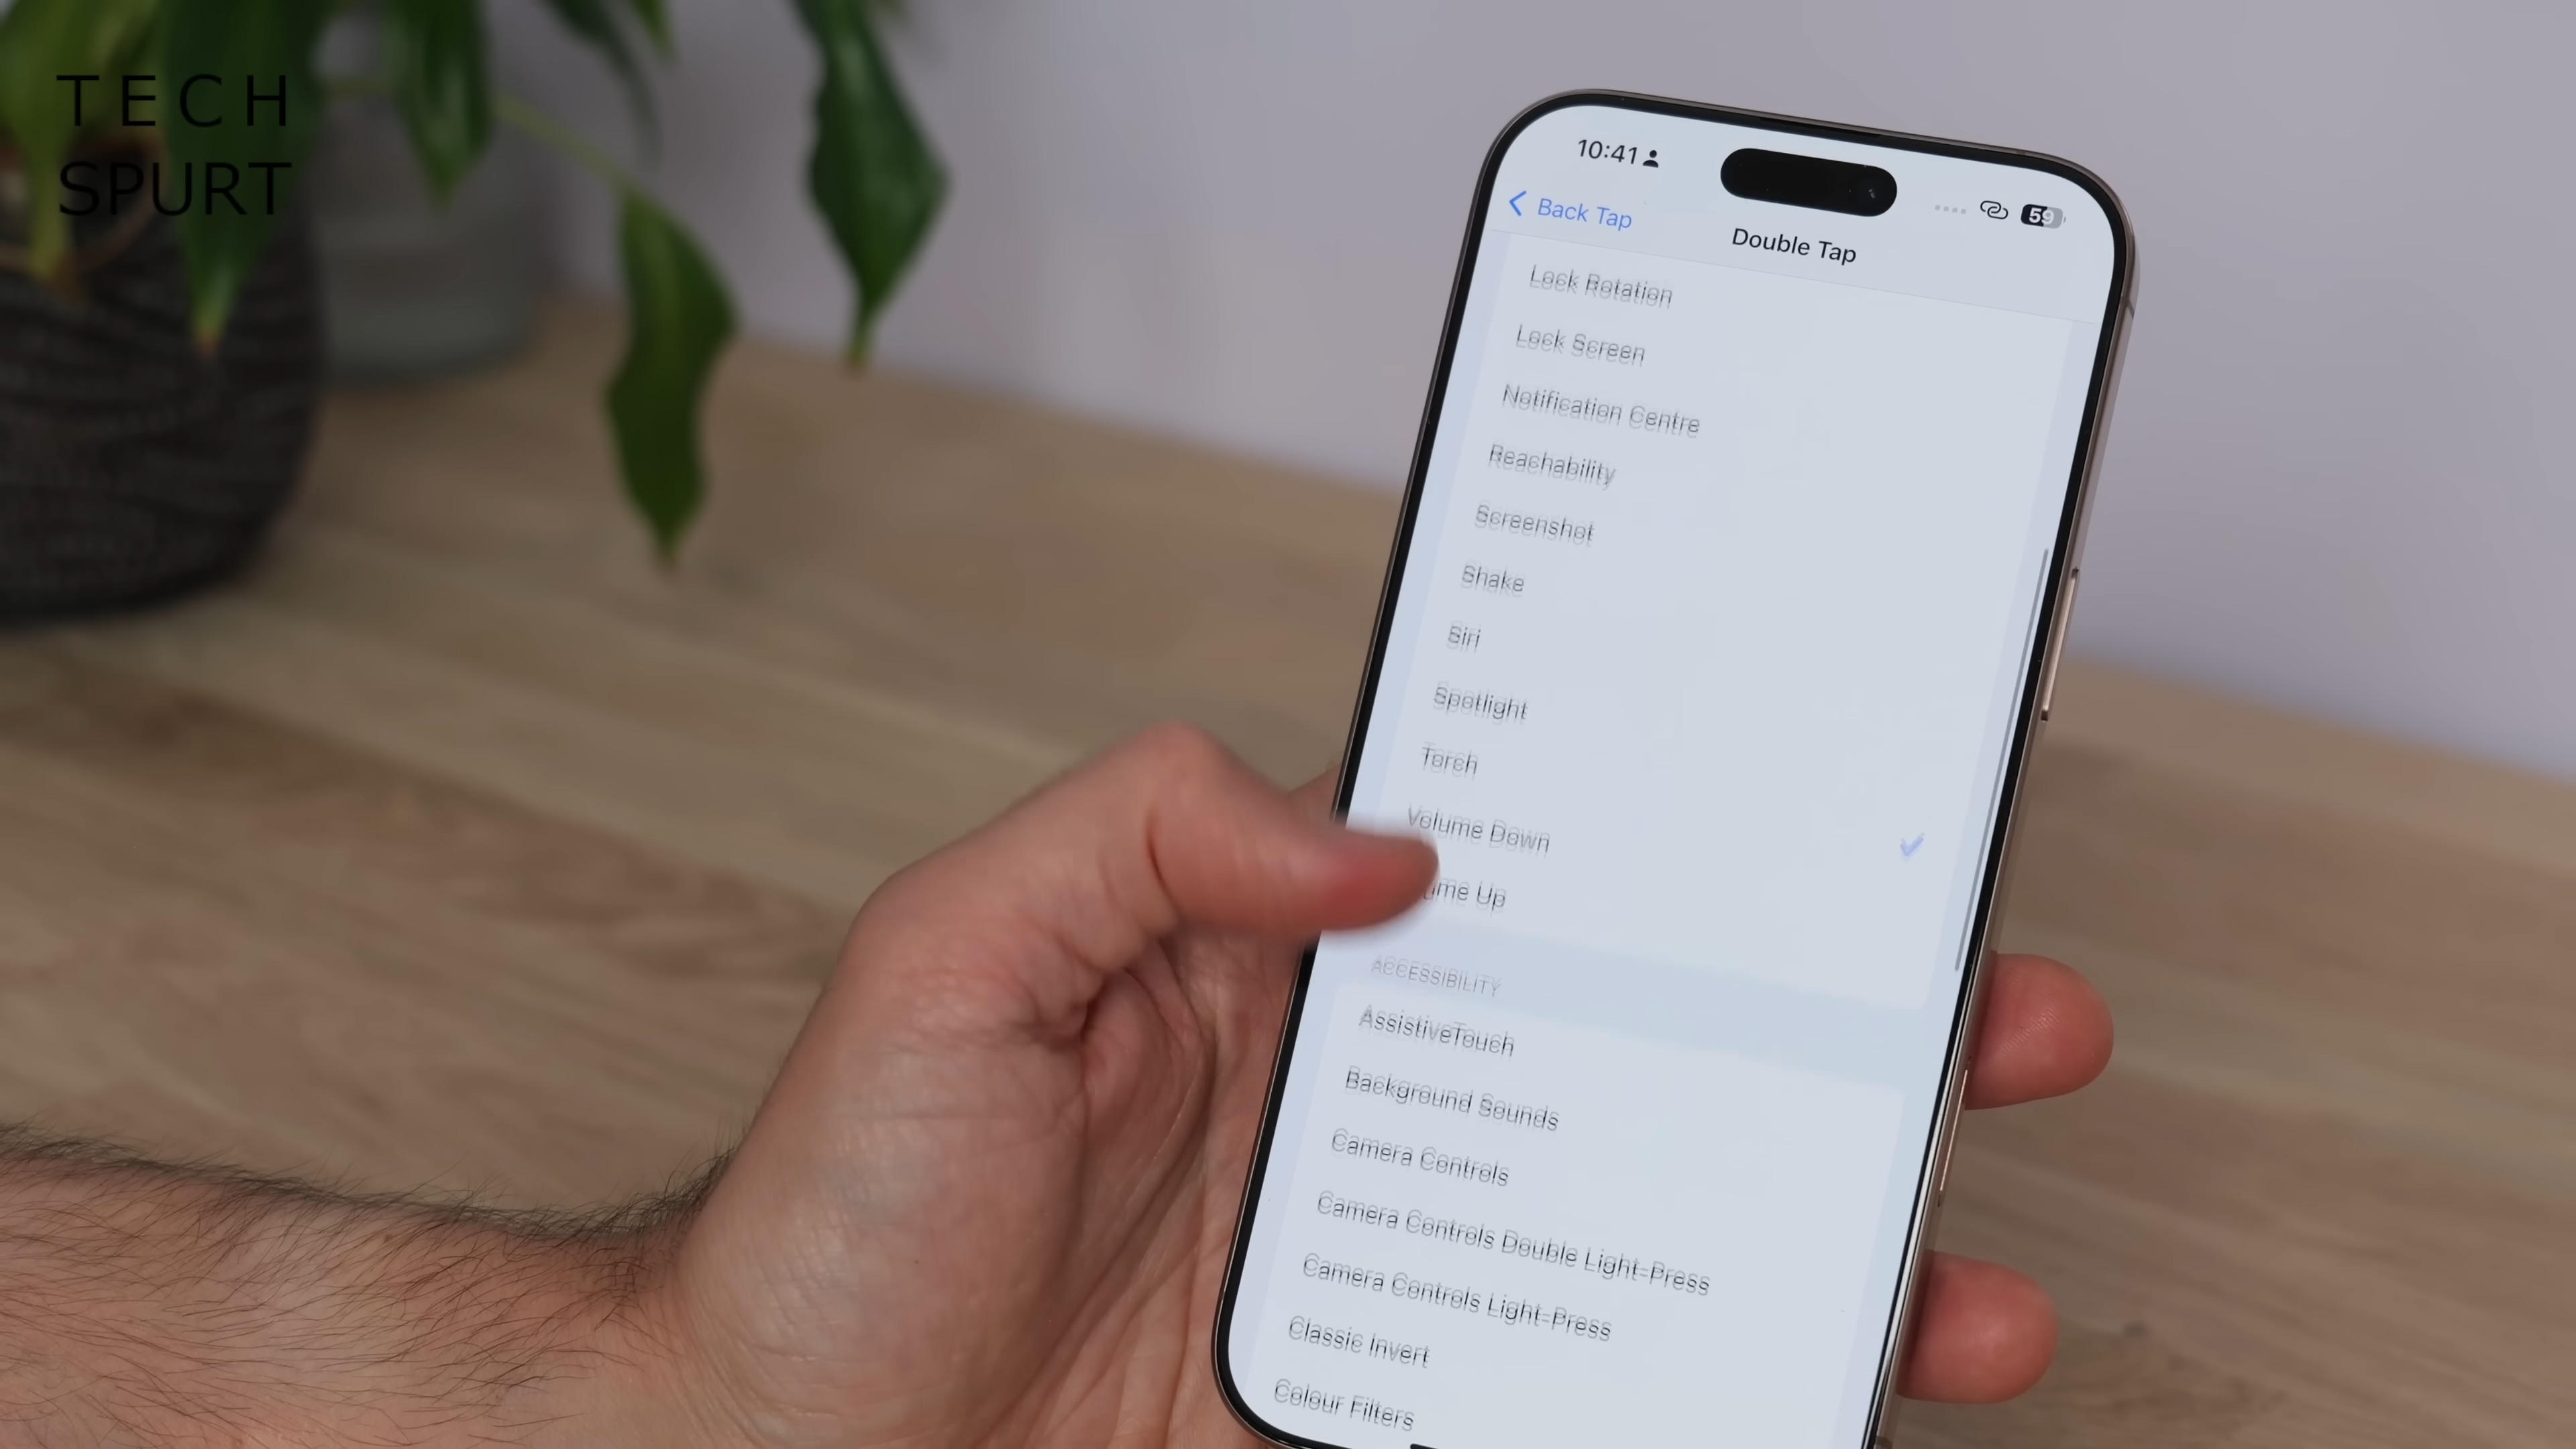 TECH
SPURT
10:41
59
Back Tap
Double Tap
Lock Rotation
Lock Screen
Notification Centre
Reachability
Screenshot
Shake
Siri
Spotlight
Torch
Volume Down
ume Up
ACCESSIBILITY
AssistiveTouch
Background Sounds
Camera Controls
Camera Controls Double Light-Press
Camera Controls Light-Press
Classic Invert
Colour Filters